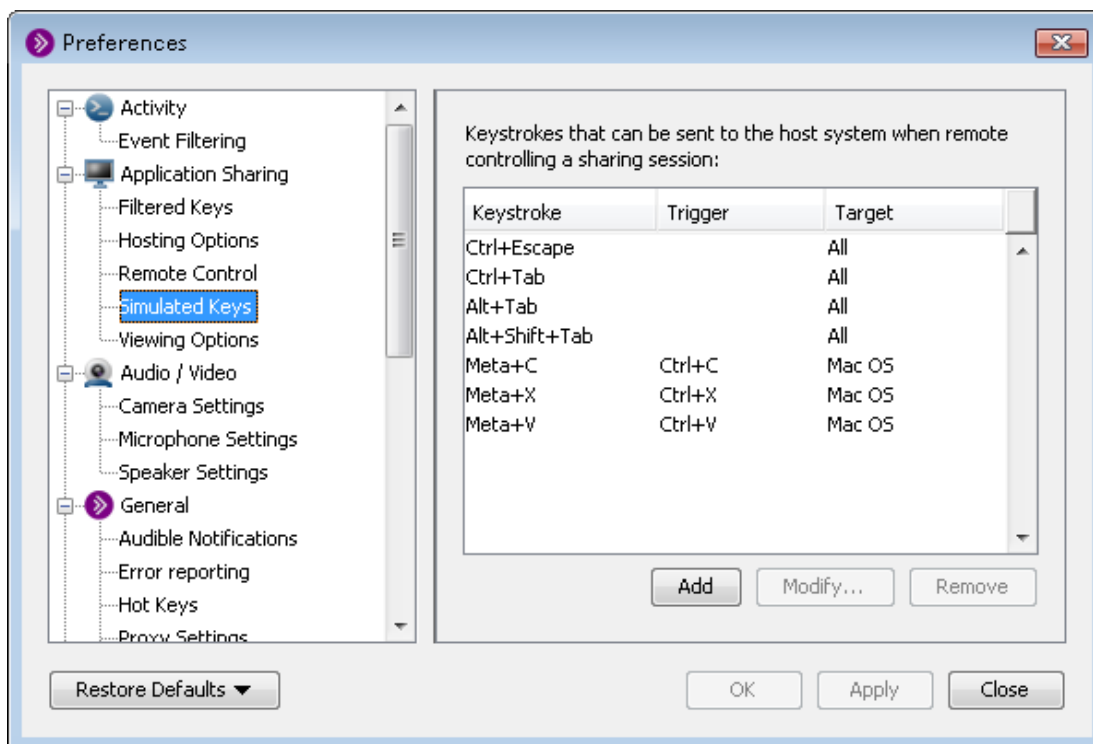 Preferences
Activity
Event Filtering
Application Sharing
Filtered Keys
Hosting Options
Remote Control
Simulated Keys
Viewing Options
Audio / Video
Camera Settings
Microphone Settings
Speaker Settings
General
Audible Notifications
Error reporting
Hot Keys
Proxy Settings
Keystrokes that can be sent to the host system when remote
controlling a sharing session:
Keystroke Trigger Target
Ctrl+Escape All
Ctrl+Tab All
Alt+Tab All
Alt+Shift+Tab All
Meta+C Ctrl+C Mac OS
Meta+X Ctrl+X Mac OS
Meta+V Ctrl+V Mac OS
Add Modify... Remove
Restore Defaults OK Apply Close